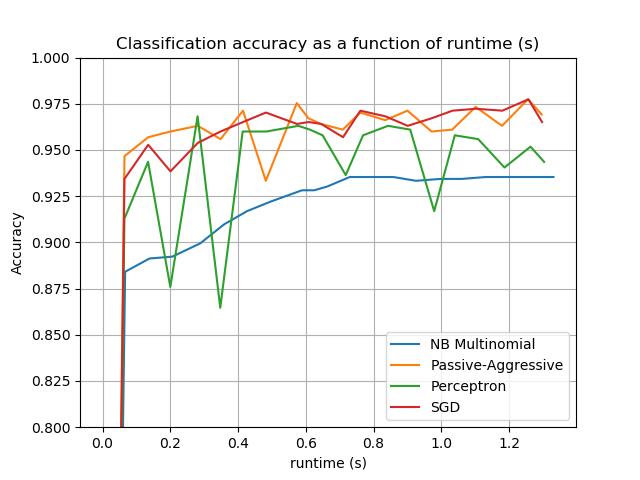 Classification accuracy as a function of runtime (s)
1.000
0.975
0.950
0.925
0.900
0.875
0.850
0.825
0.800
Accuracy
NB Multinomial
Passive-Aggressive
Perceptron
SGD
0.0 0.2 0.4 0.6 0.8 1.0 1.2
runtime (s)